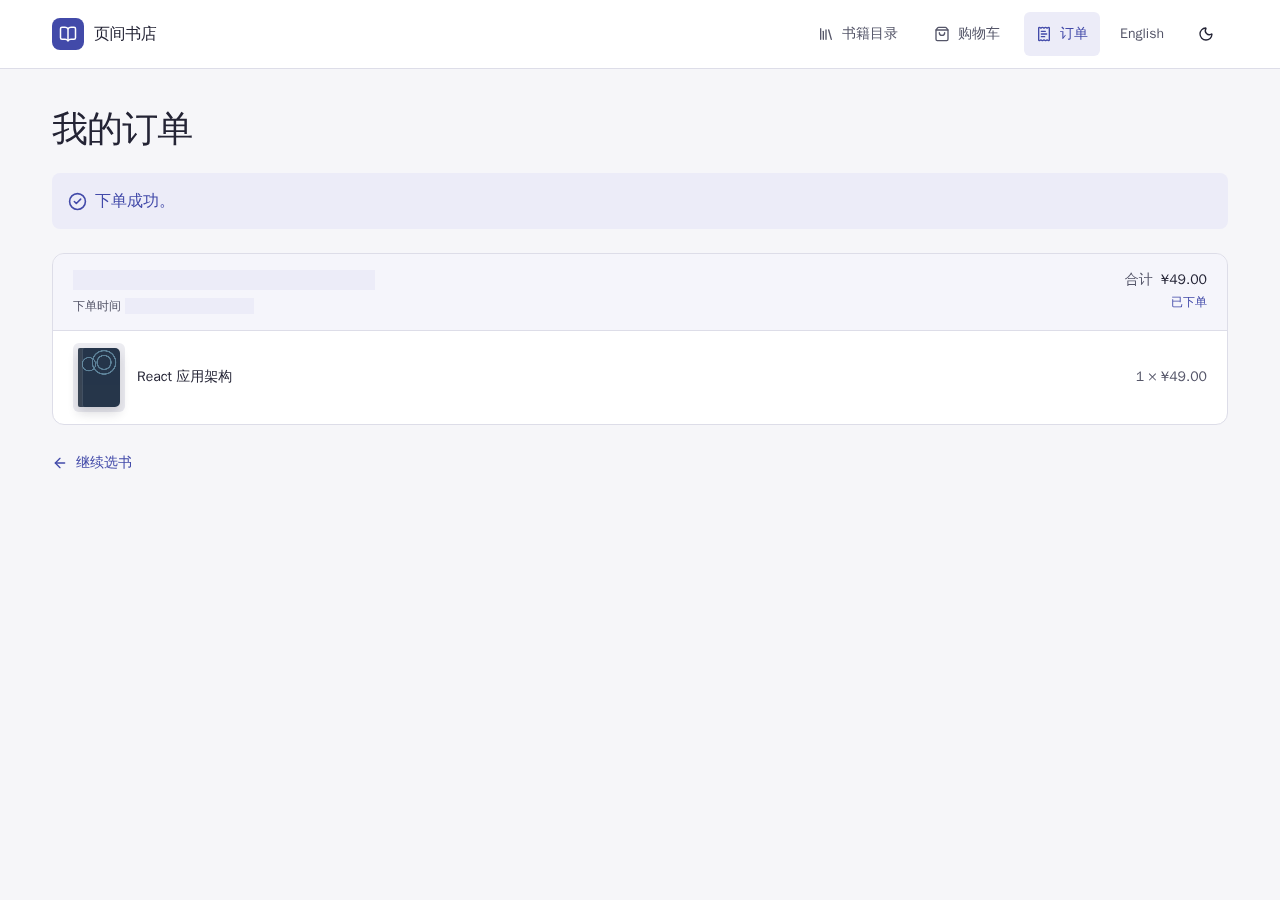 页间书店
书籍目录
购物车
订单
English
我的订单
下单成功。
合计 ¥49.00
下单时间
已下单
React 应用架构
1 × ¥49.00
继续选书